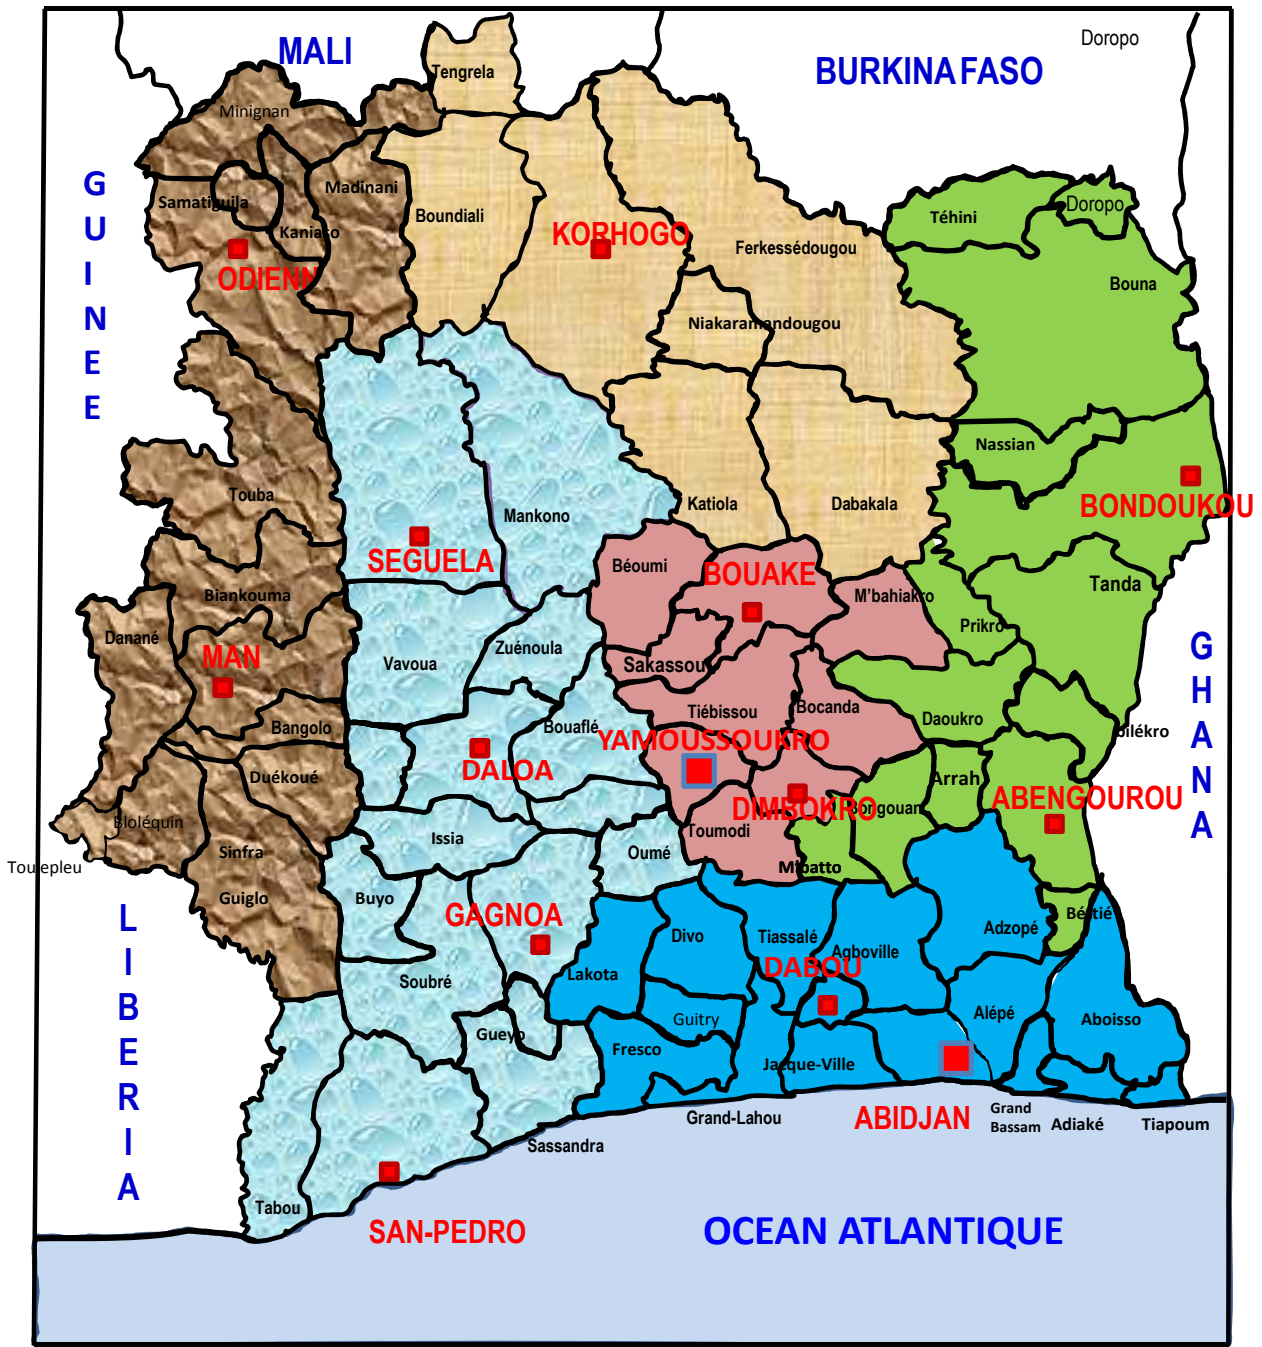 Doropo
MALI
BURKINA FASO
Tengrela
Minignan
GUINEE
Samatiguila
Madinani
Boundiali
Kaniaso
KORHOGO
Téhini
Doropo
Ferkessédougou
ODIENN
Bouna
Niakaramandougou
Nassian
Touba
Katiola
Dabakala
BONDOUKOU
Mankono
SEGUELA
Béoumi
BOUAKE
Tanda
Biankouma
M'bahiakro
Danané
MAN
Vavoua
Zuénoula
Sakassou
Prikro
GHANA
Bangolo
Bouaflé
Tiébissou
Bocanda
Daoukro
bilékro
YAMOUSSOUKRO
DALOA
Duékoué
Arrah
ABENGOUROU
DIMBOKRO
Bongouan
Bloléquin
Toulepleu
Sinfra
Issia
Oumé
Toumodi
M'batto
Guiglo
Buyo
GAGNOA
Divo
Tiassalé
Agboville
Adzopé
Béttié
LIBERIA
Soubré
Lakota
DABOU
Guitry
Alépé
Aboisso
Gueyo
Fresco
Jacque-Ville
Grand-Lahou
ABIDJAN
Grand
Bassam
Adiaké
Tiapoum
Sassandra
Tabou
SAN-PEDRO
OCEAN ATLANTIQUE